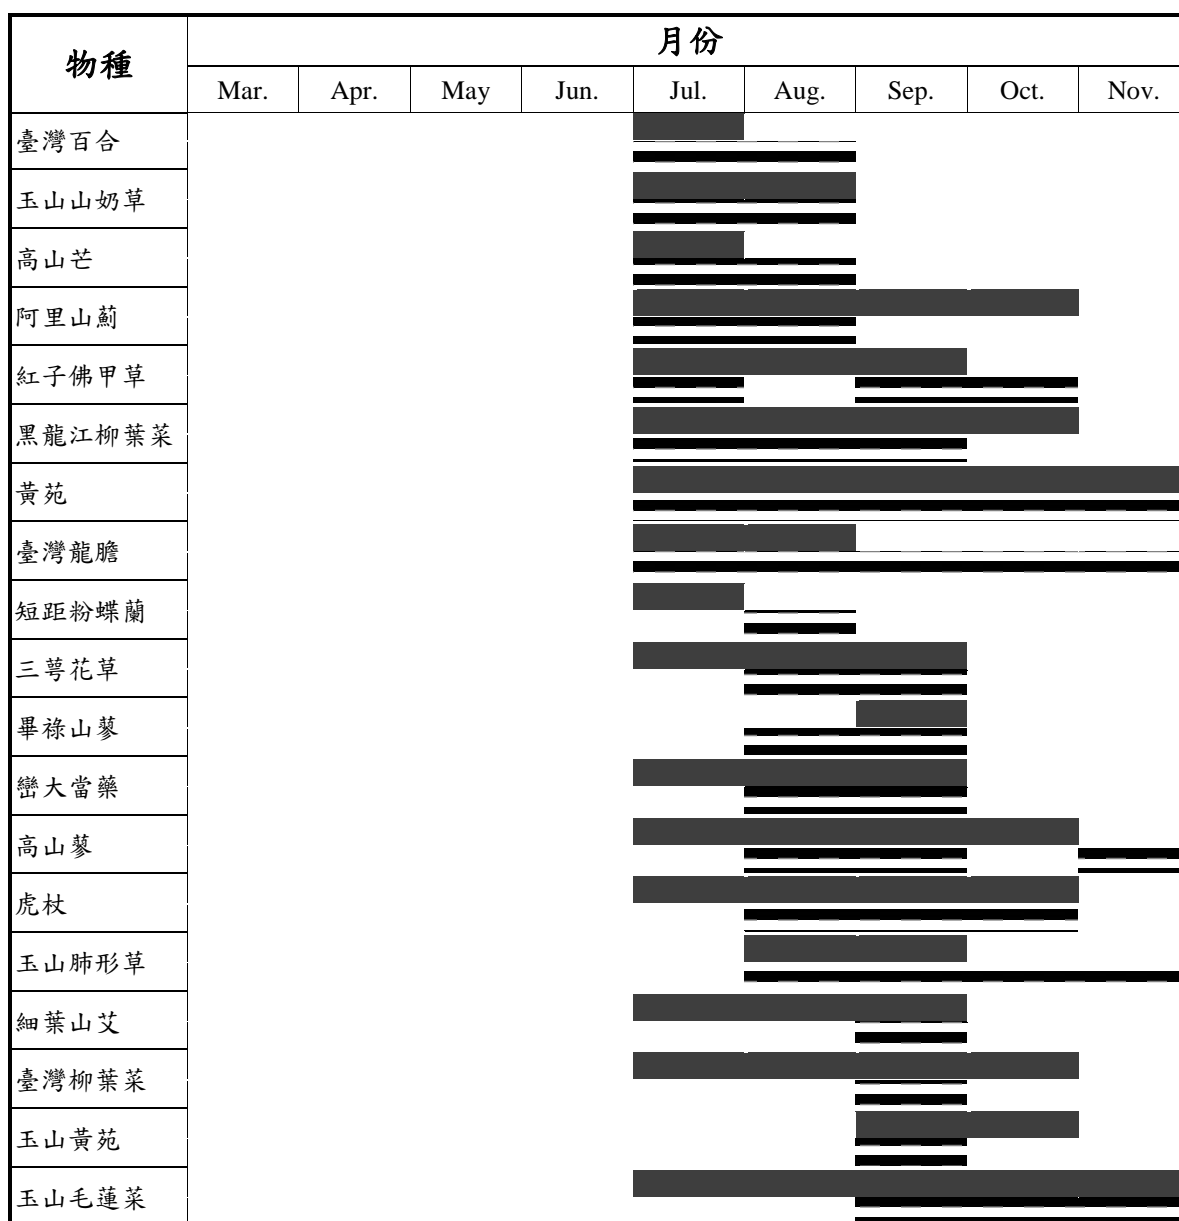 物種
月份
Mar. Apr. May Jun. Jul. Aug. Sep. Oct. Nov.
臺灣百合
玉山山奶草
高山芒
阿里山薊
紅子佛甲草
黑龍江柳葉菜
黃苑
臺灣龍膽
短距粉蝶蘭
三萼花草
畢祿山蓼
巒大當藥
高山蓼
虎杖
玉山肺形草
細葉山艾
臺灣柳葉菜
玉山黃苑
玉山毛蓮菜